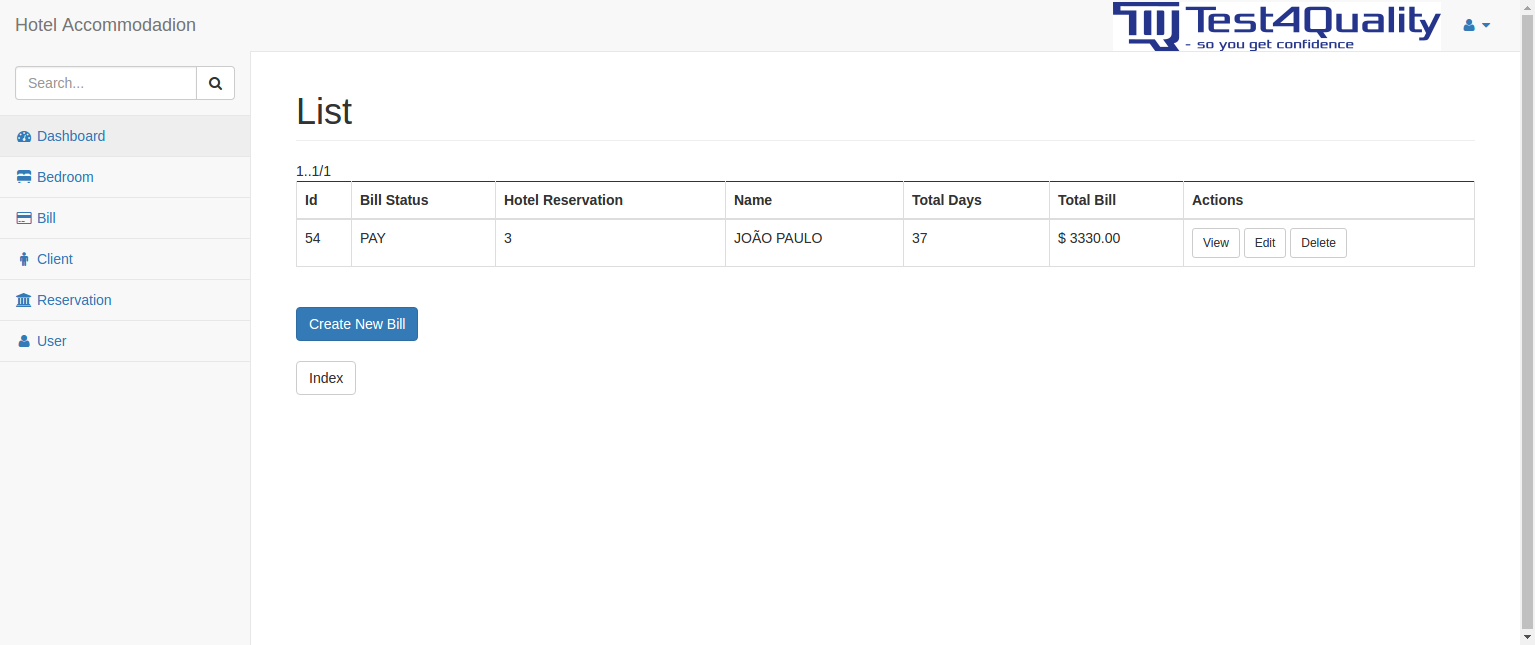 Hotel Accommodadion
Test4Quality
- so you get confidence
Search...
Dashboard
Bedroom
Bill
Client
Reservation
User
List
1..1/1
Id Bill Status Hotel Reservation Name Total Days Total Bill Actions
54 PAY 3 JOÃO PAULO 37 $ 3330.00 View Edit Delete
Create New Bill
Index